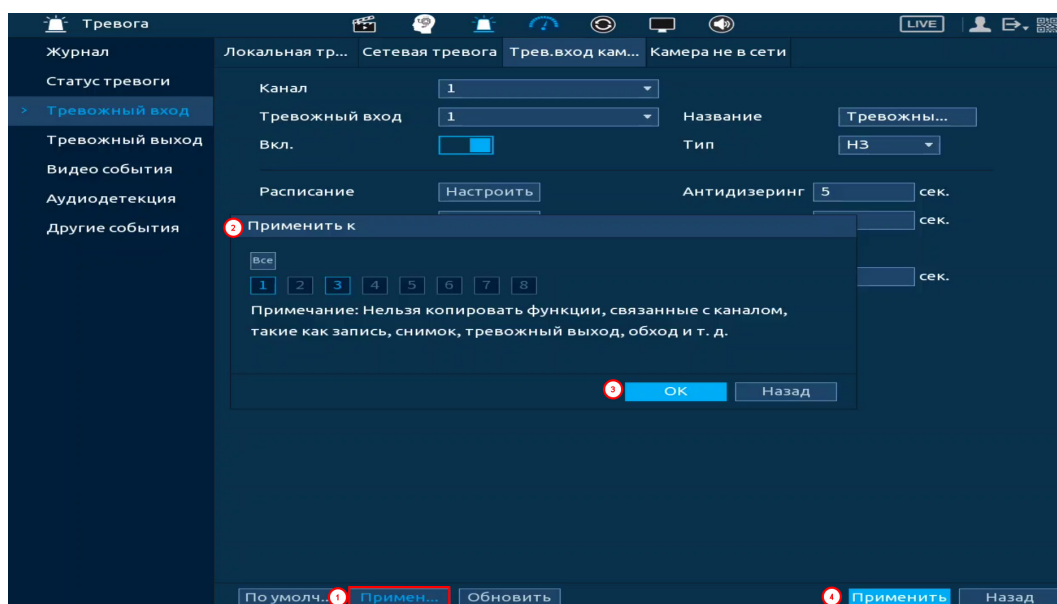 Тревога LIVE
Журнал Локальная тр... Сетевая тревога Трев.вход кам... Камера не в сети
Статус тревоги
Канал 1
> Тревожный вход
Тревожный вход 1 Название Тревожны...
Тревожный выход
Вкл. Тип НЗ
Видео события
Аудиодетекция
Расписание Настроить Антидизеринг 5 сек.
Другие события
сек.
2 Применить к
Все
сек.
1 2 3 4 5 6 7 8
Примечание: Нельзя копировать функции, связанные с каналом,
такие как запись, снимок, тревожный выход, обход и т. д.
3 OK Назад
По умолч... 1 Примен... Обновить 4 Применить Назад